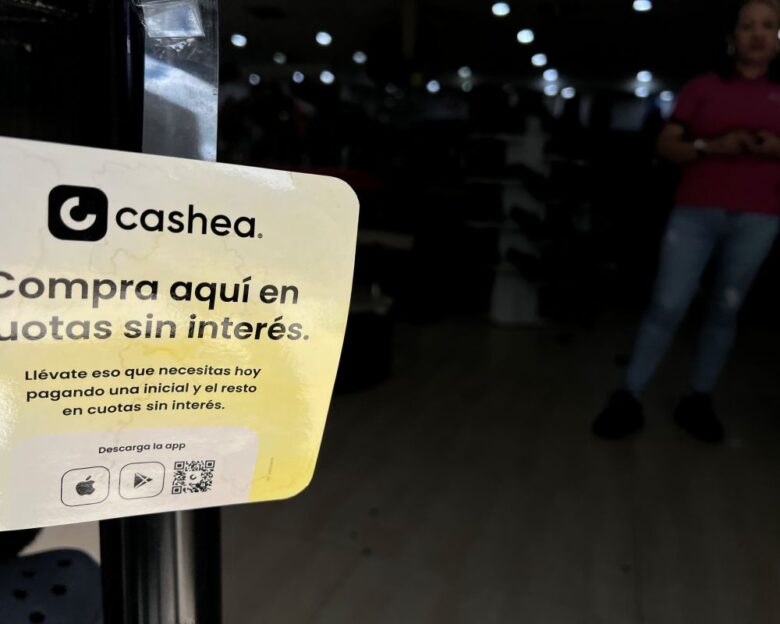 cashea.
Compra aquí en
uotas sin interés.
Llévate eso que necesitas hoy
pagando una inicial y el resto
en cuotas sin interés.
Descarga la app